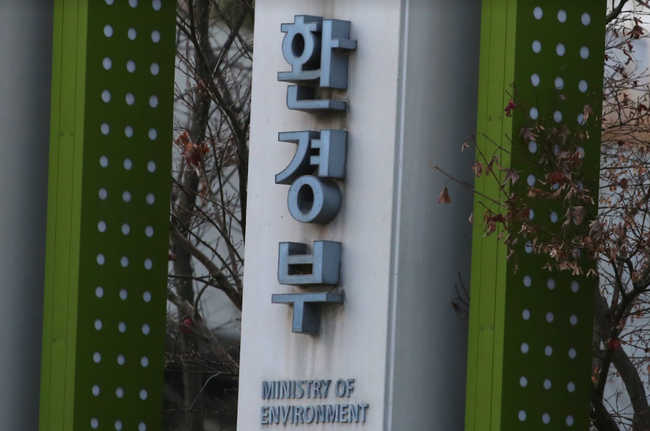 환경부
MINISTRY OF
ENVIRONMENT